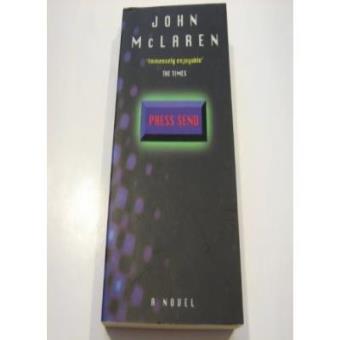 JOHN
McLAREN
'immensely enjoyable'
THE TIMES
PRESS SEND
A NOVEL